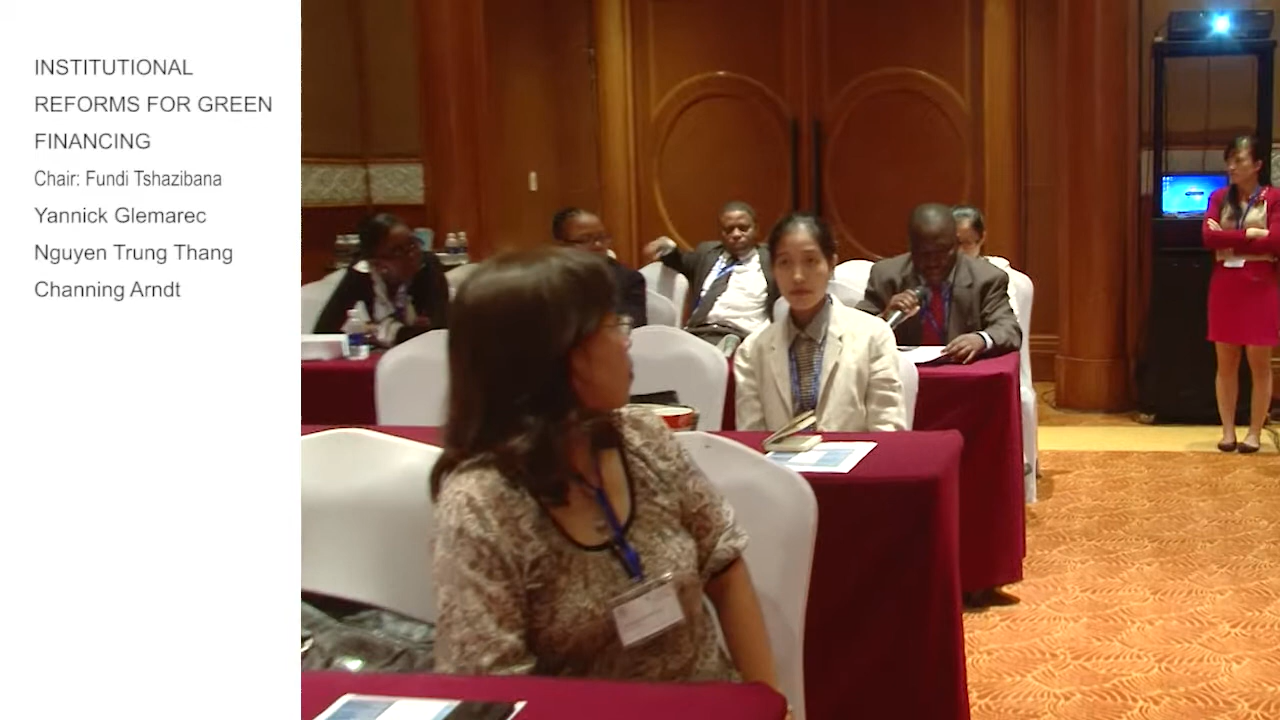 INSTITUTIONAL
REFORMS FOR GREEN
FINANCING
Chair: Fundi Tshazibana
Yannick Glemarec
Nguyen Trung Thang
Channing Arndt